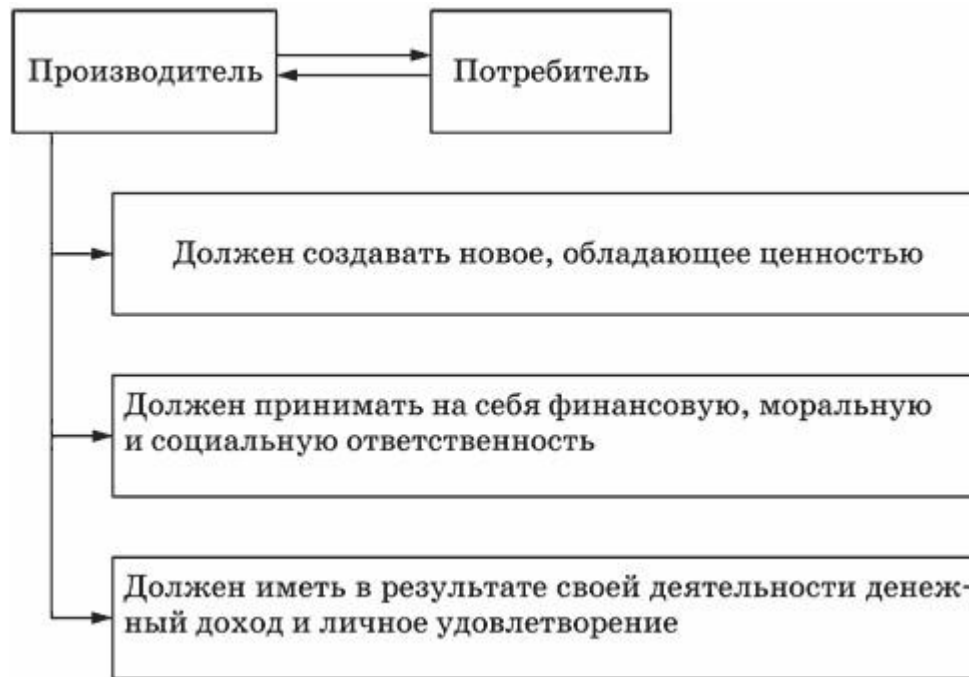 Производитель
Потребитель
Должен создавать новое, обладающее ценностью
Должен принимать на себя финансовую, моральную
и социальную ответственность
Должен иметь в результате своей деятельности денеж-
ный доход и личное удовлетворение